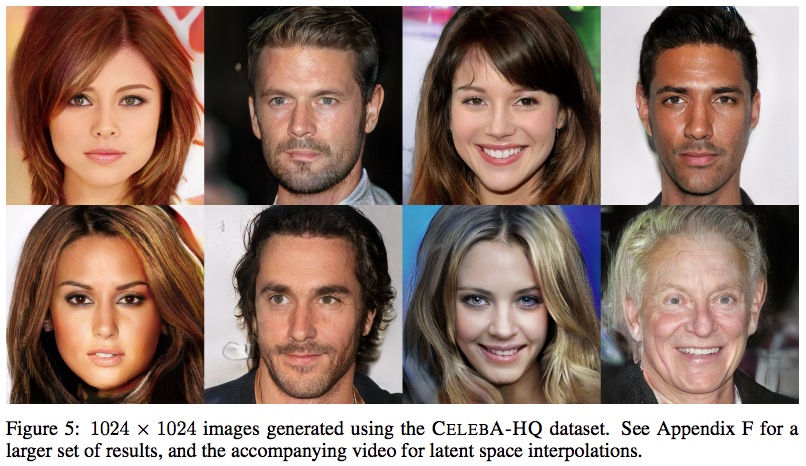 Figure 5: 1024 × 1024 images generated using the CELEBA-HQ dataset. See Appendix F for a
larger set of results, and the accompanying video for latent space interpolations.